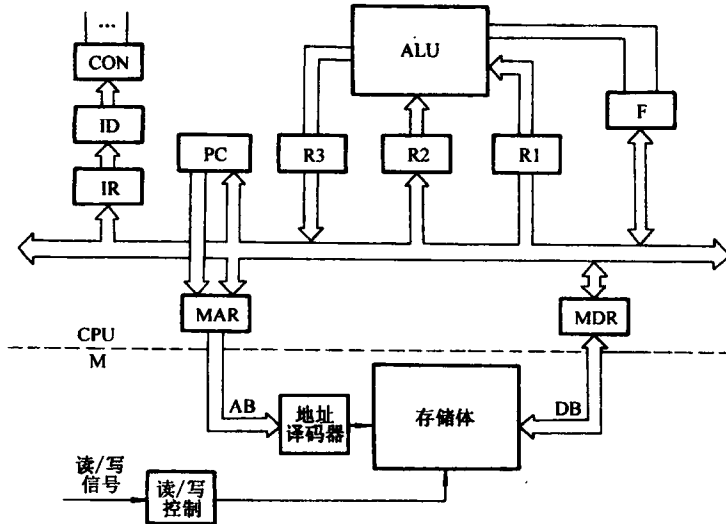 ...
CON
ID
IR
PC
ALU
R3
R2
R1
F
MAR
MDR
CPU
M
AB
地址
译码器
存储体
DB
读/写
信号
读/写
控制